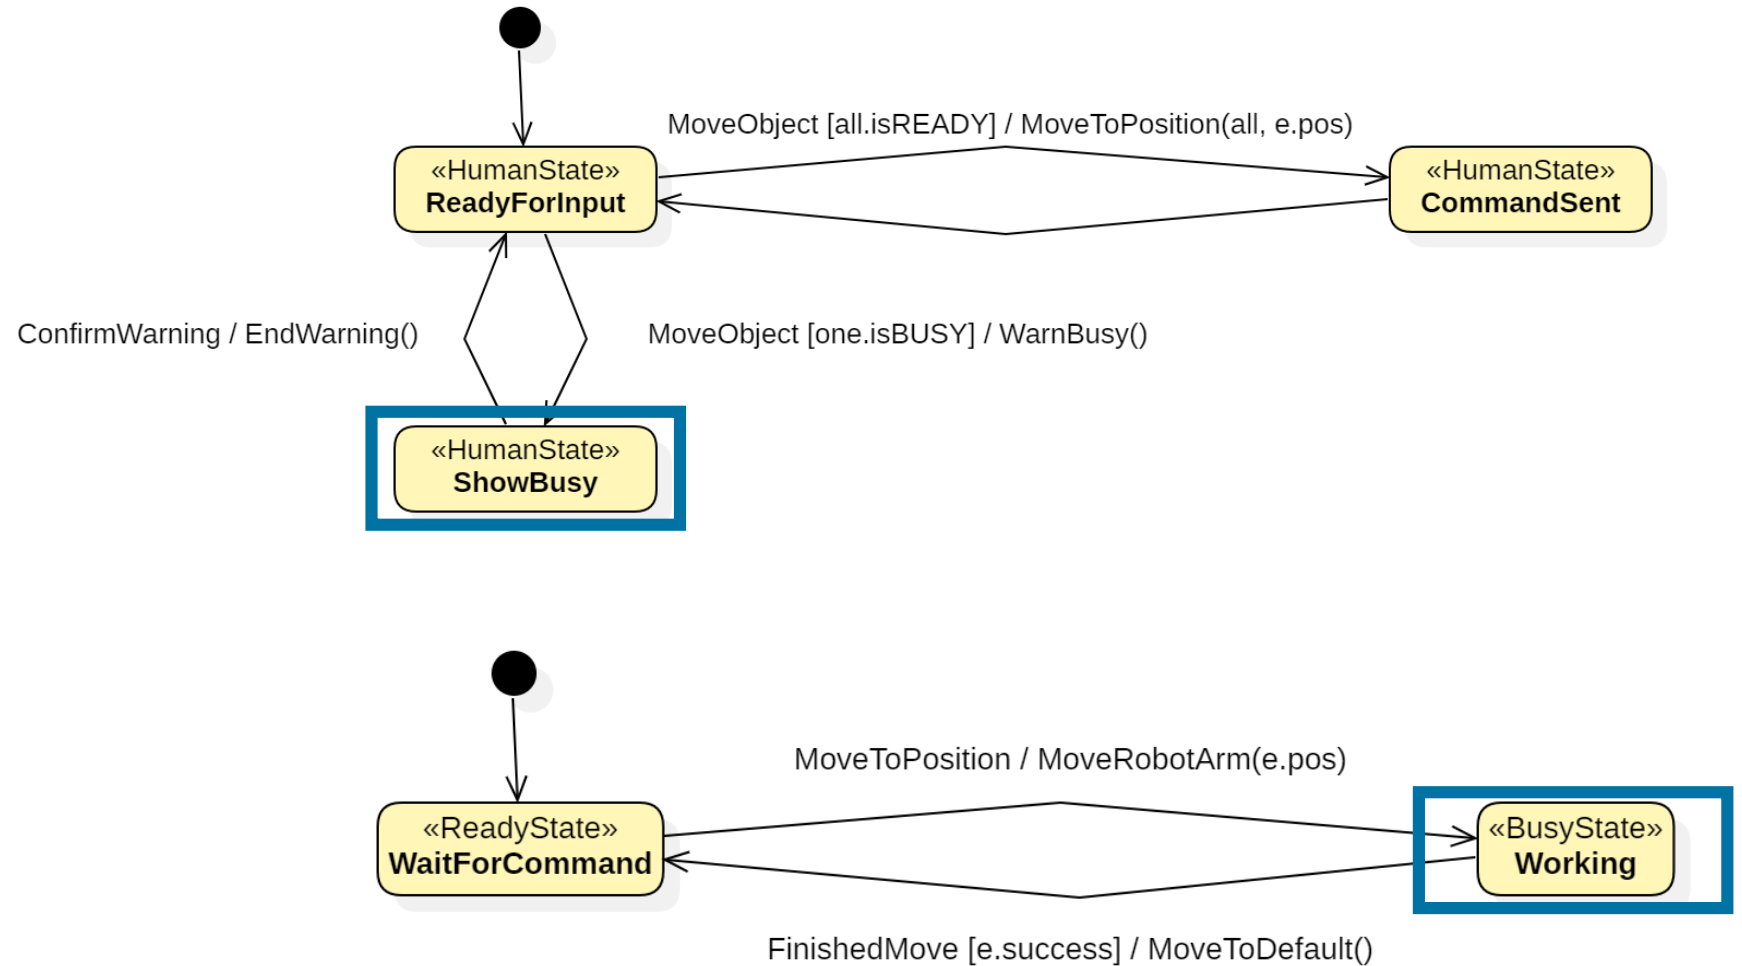 MoveObject [all.isREADY] / MoveToPosition(all, e.pos)
«HumanState»
ReadyForInput
«HumanState»
CommandSent
ConfirmWarning / EndWarning()
MoveObject [one.isBUSY] / WarnBusy()
«HumanState»
ShowBusy
MoveToPosition / MoveRobotArm(e.pos)
«ReadyState»
WaitForCommand
«BusyState»
Working
FinishedMove [e.success] / MoveToDefault()